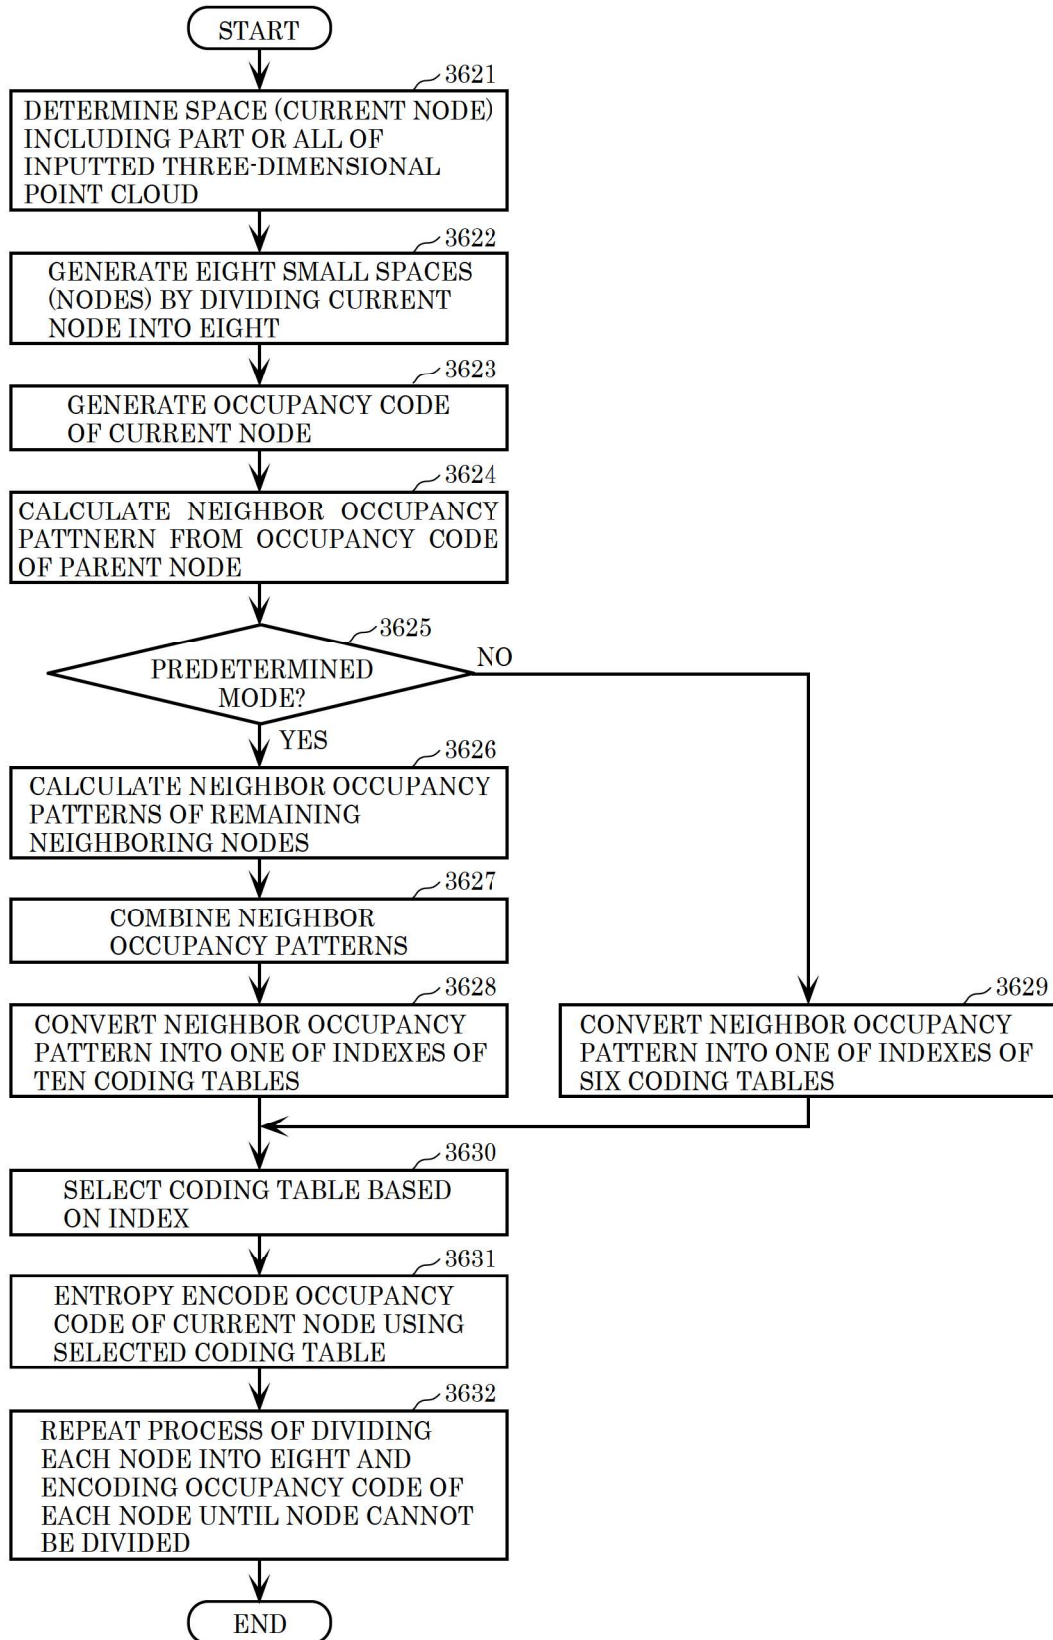 START
3621
DETERMINE SPACE (CURRENT NODE)
INCLUDING PART OR ALL OF
INPUTTED THREE-DIMENSIONAL
POINT CLOUD
3622
GENERATE EIGHT SMALL SPACES
(NODES) BY DIVIDING CURRENT
NODE INTO EIGHT
3623
GENERATE OCCUPANCY CODE
OF CURRENT NODE
3624
CALCULATE NEIGHBOR OCCUPANCY
PATTNERN FROM OCCUPANCY CODE
OF PARENT NODE
3625
PREDETERMINED
MODE?
NO
YES
3626
CALCULATE NEIGHBOR OCCUPANCY
PATTERNS OF REMAINING
NEIGHBORING NODES
3627
COMBINE NEIGHBOR
OCCUPANCY PATTERNS
3628
CONVERT NEIGHBOR OCCUPANCY
PATTERN INTO ONE OF INDEXES OF
TEN CODING TABLES
3629
CONVERT NEIGHBOR OCCUPANCY
PATTERN INTO ONE OF INDEXES OF
SIX CODING TABLES
3630
SELECT CODING TABLE BASED
ON INDEX
3631
ENTROPY ENCODE OCCUPANCY
CODE OF CURRENT NODE USING
SELECTED CODING TABLE
3632
REPEAT PROCESS OF DIVIDING
EACH NODE INTO EIGHT AND
ENCODING OCCUPANCY CODE OF
EACH NODE UNTIL NODE CANNOT
BE DIVIDED
END